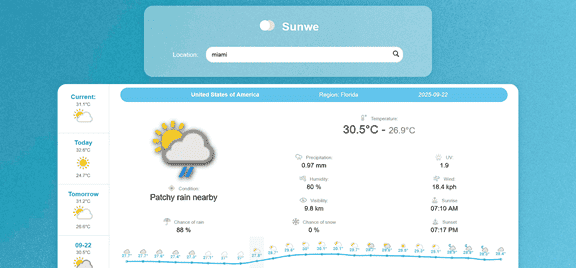 Sunwe
Location:
miami
Current:
31.1°C
Today
32.6°C
24.7°C
Tomorrow
31.2°C
26.6°C
09-22
30.5°C
United States of America
Region: Florida
2025-09-22
Temperature
30.5°C - 26.9°C
Condition
Patchy rain nearby
Chance of rain
88 %
Precipitation
0.97 mm
Humidity
80 %
Visibility
9.8 km
Chance of snow
0 %
UV
1.9
Wind
18.4 kph
Sunrise
07:10 AM
Sunset
07:17 PM